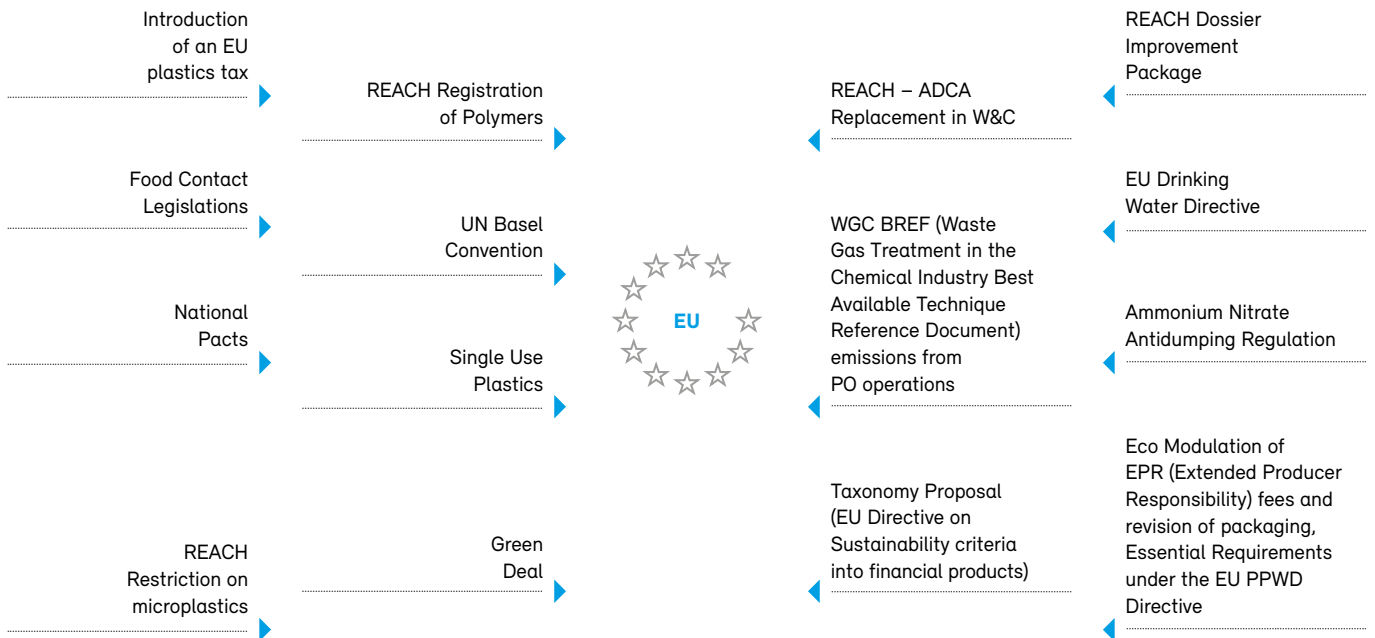 Introduction
of an EU
plastics tax
Food Contact
Legislations
National
Pacts
REACH
Restriction on
microplastics
REACH Registration
of Polymers
UN Basel
Convention
Single Use
Plastics
Green
Deal
EU
REACH – ADCA
Replacement in W&C
WGC BREF (Waste
Gas Treatment in the
Chemical Industry Best
Available Technique
Reference Document)
emissions from
PO operations
Taxonomy Proposal
(EU Directive on
Sustainability criteria
into financial products)
REACH Dossier
Improvement
Package
EU Drinking
Water Directive
Ammonium Nitrate
Antidumping Regulation
Eco Modulation of
EPR (Extended Producer
Responsibility) fees and
revision of packaging,
Essential Requirements
under the EU PPWD
Directive